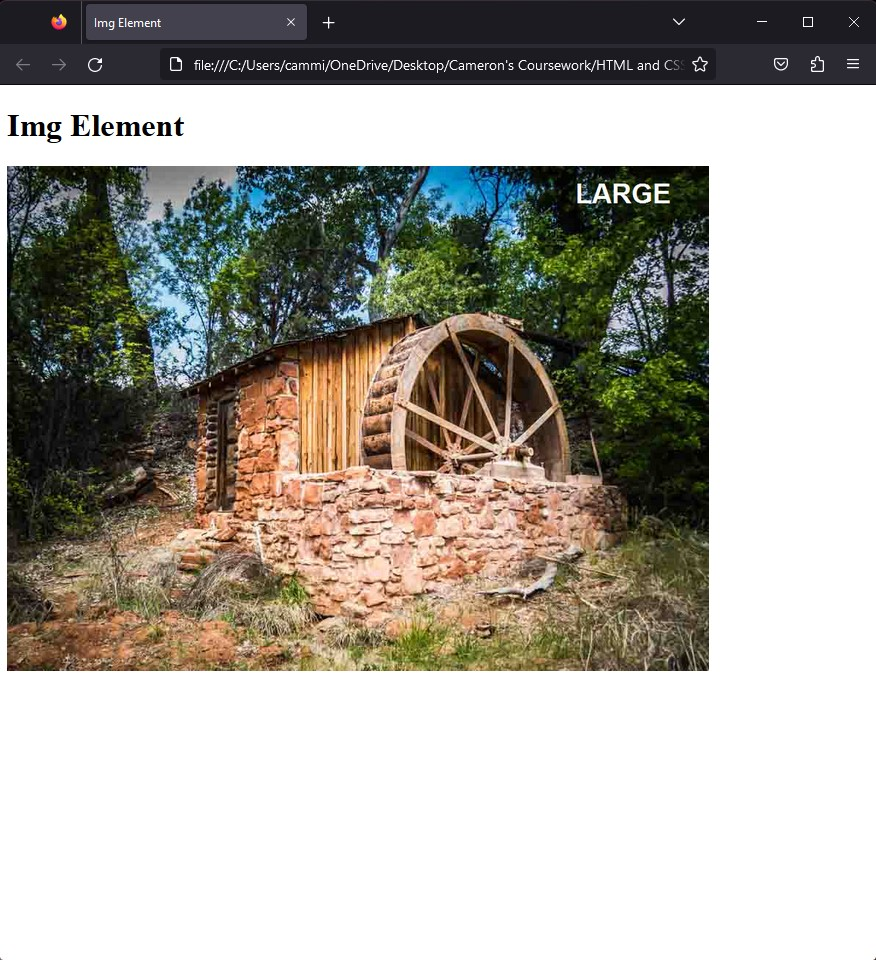 Img Element
file:///C:/Users/cammi/OneDrive/Desktop/Cameron's Coursework/HTML and CSS
Img Element
LARGE